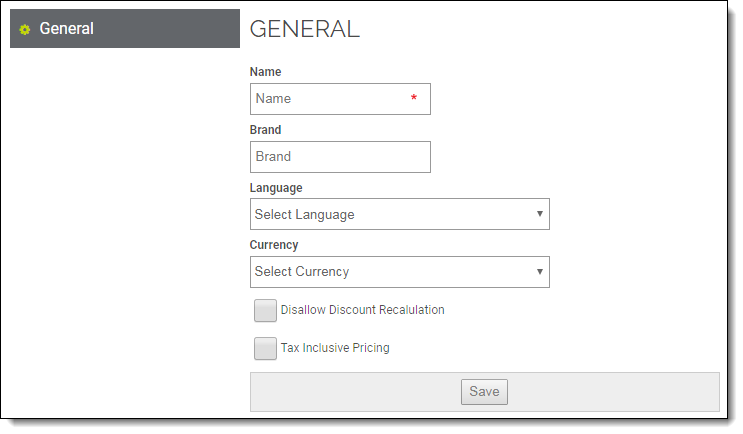 General
GENERAL
Name
Name *
Brand
Brand
Language
Select Language
Currency
Select Currency
Disallow Discount Recalulation
Tax Inclusive Pricing
Save